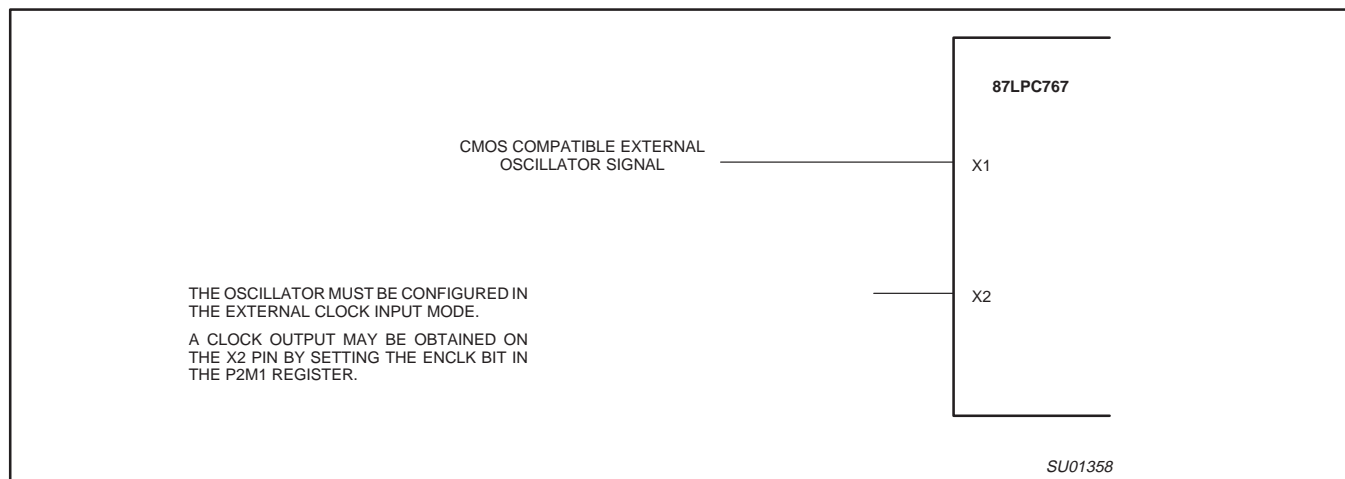 87LPC767
CMOS COMPATIBLE EXTERNAL
OSCILLATOR SIGNAL
X1
THE OSCILLATOR MUST BE CONFIGURED IN
THE EXTERNAL CLOCK INPUT MODE.
X2
A CLOCK OUTPUT MAY BE OBTAINED ON
THE X2 PIN BY SETTING THE ENCLK BIT IN
THE P2M1 REGISTER.
SU01358